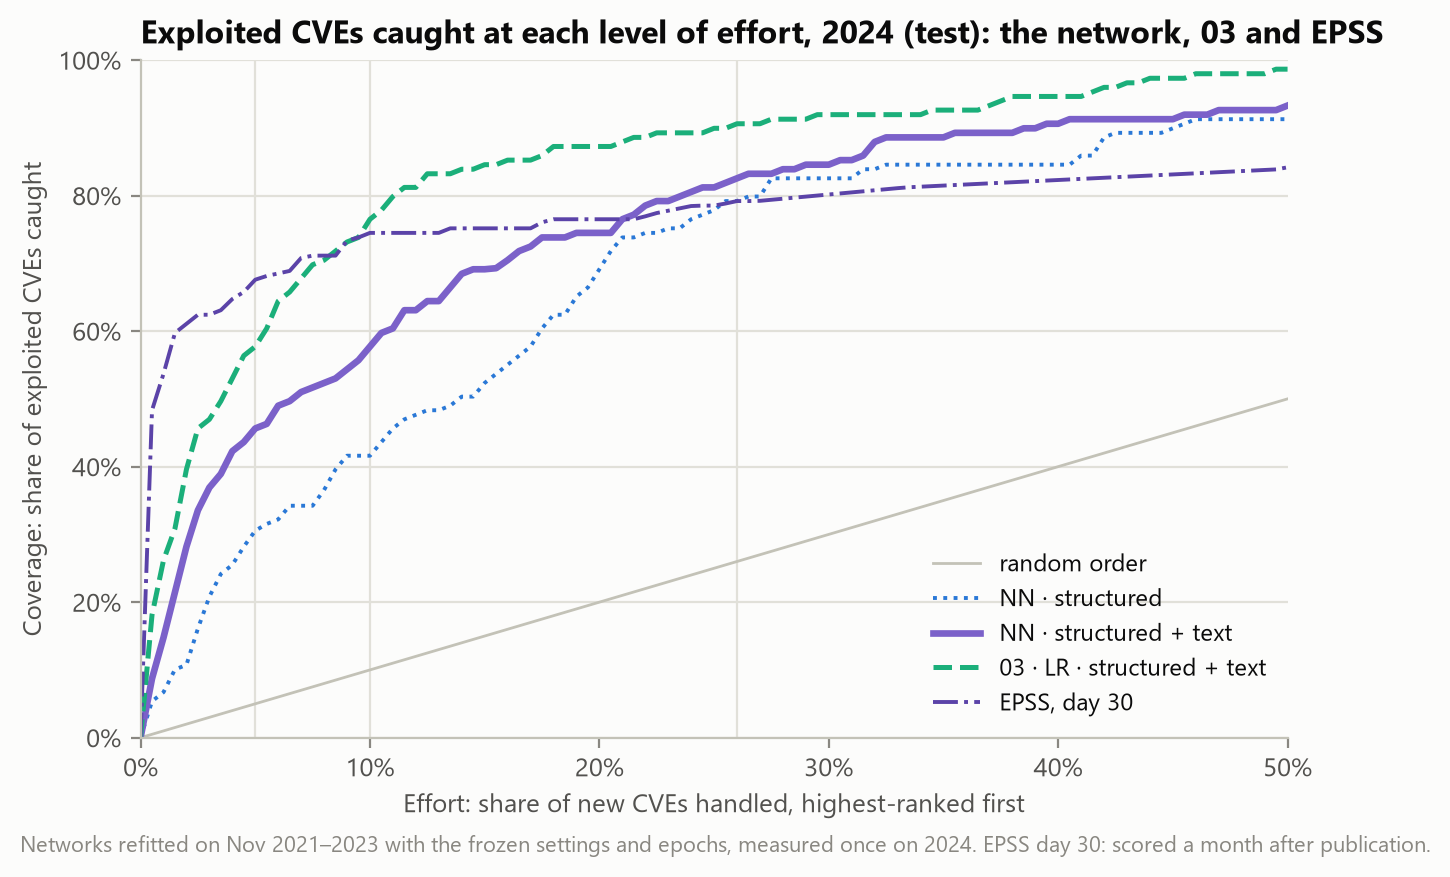 Exploited CVEs caught at each level of effort, 2024 (test): the network, 03 and EPSS
100%
80%
60%
40%
20%
0%
Coverage: share of exploited CVEs caught
random order
NN · structured
NN · structured + text
03 · LR · structured + text
EPSS, day 30
0%
10%
20%
30%
40%
50%
Effort: share of new CVEs handled, highest-ranked first
Networks refitted on Nov 2021–2023 with the frozen settings and epochs, measured once on 2024. EPSS day 30: scored a month after publication.